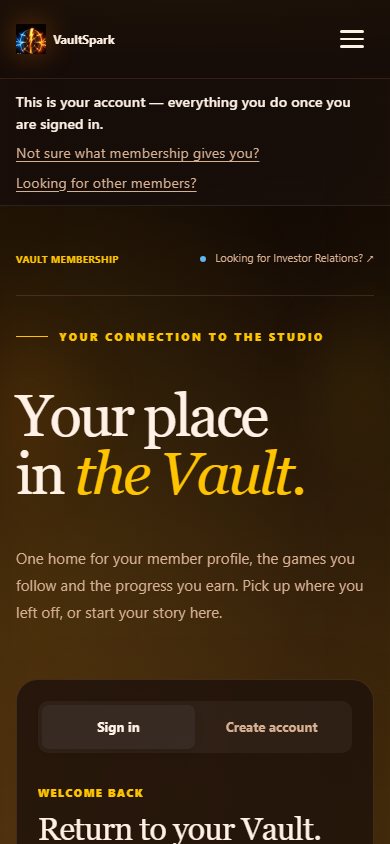 VaultSpark
This is your account — everything you do once you
are signed in.
Not sure what membership gives you?
Looking for other members?
VAULT MEMBERSHIP
Looking for Investor Relations? ↗
YOUR CONNECTION TO THE STUDIO
Your place
in the Vault.
One home for your member profile, the games you
follow and the progress you earn. Pick up where you
left off, or start your story here.
Sign in
Create account
WELCOME BACK
Return to your Vault.